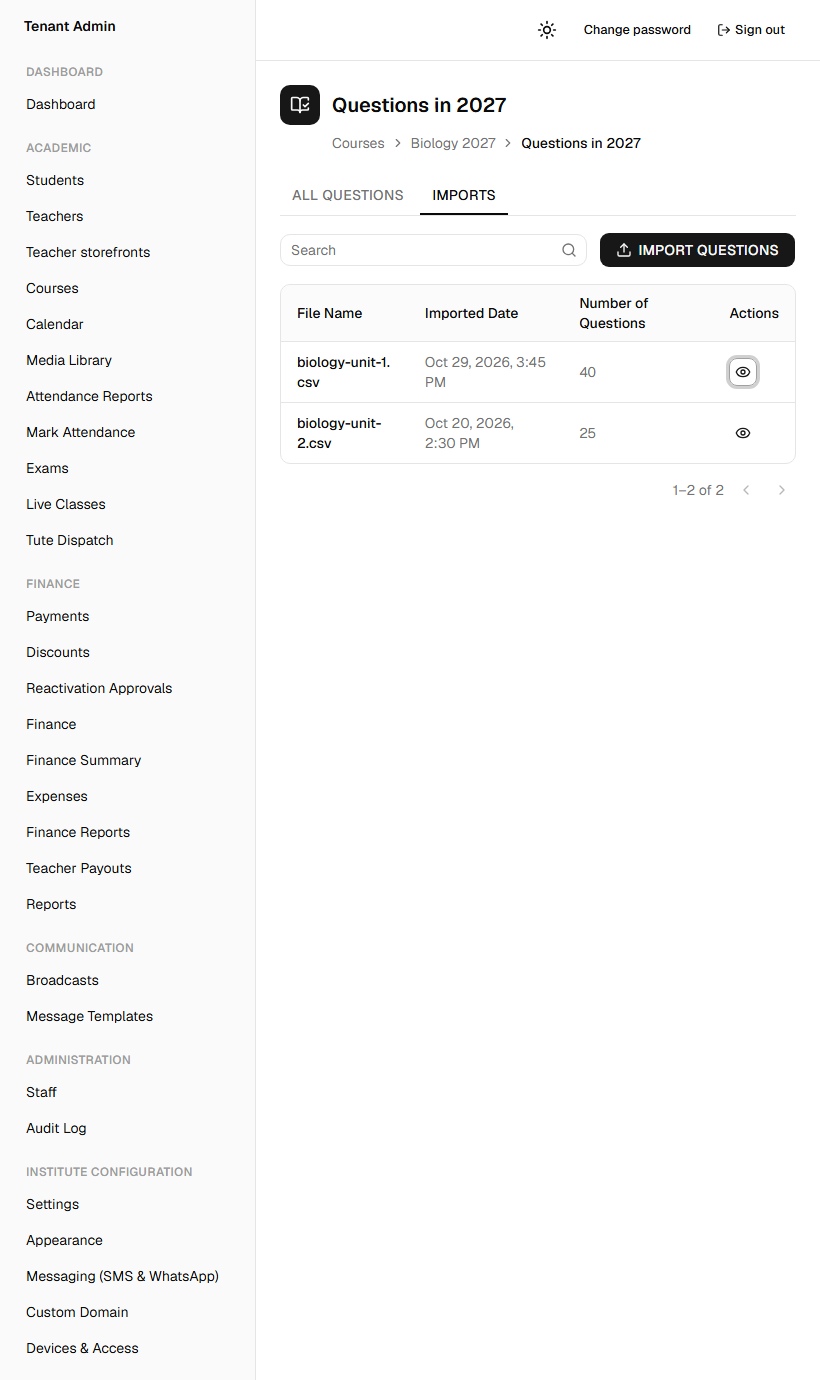 Tenant Admin
Change password
Sign out
DASHBOARD
Dashboard
ACADEMIC
Students
Teachers
Teacher storefronts
Courses
Calendar
Media Library
Attendance Reports
Mark Attendance
Exams
Live Classes
Tute Dispatch
FINANCE
Payments
Discounts
Reactivation Approvals
Finance
Finance Summary
Expenses
Finance Reports
Teacher Payouts
Reports
COMMUNICATION
Broadcasts
Message Templates
ADMINISTRATION
Staff
Audit Log
INSTITUTE CONFIGURATION
Settings
Appearance
Messaging (SMS & WhatsApp)
Custom Domain
Devices & Access
Questions in 2027
Courses > Biology 2027 > Questions in 2027
ALL QUESTIONS IMPORTS
Search
IMPORT QUESTIONS
File Name Imported Date Number of Questions Actions
biology-unit-1.csv Oct 29, 2026, 3:45 PM 40
biology-unit-2.csv Oct 20, 2026, 2:30 PM 25
1–2 of 2